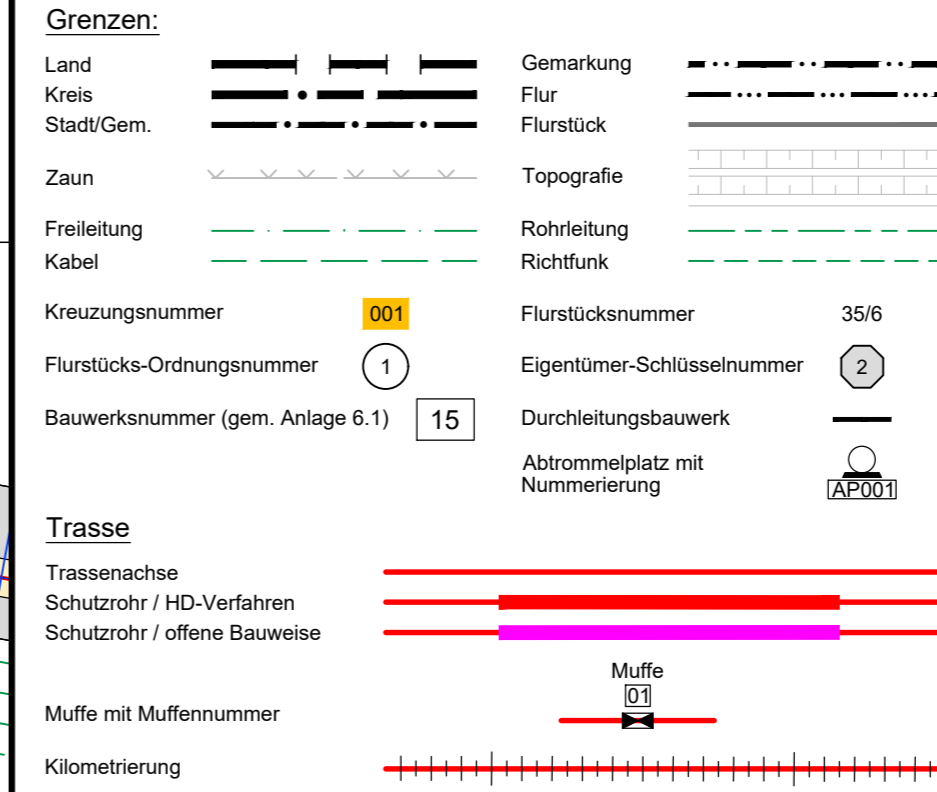 Grenzen:
Land
Kreis
Stadt/Gem.
Zaun
Freileitung
Kabel
Kreuzungsnummer 001
Flurstücks-Ordnungsnummer 1
Bauwerksnummer (gem. Anlage 6.1) 15
Gemarkung
Flur
Flurstück
Topografie
Rohrleitung
Richtfunk
Flurstücksnummer 35/6
Eigentümer-Schlüsselnummer 2
Durchleitungsbauwerk
Abtrommelplatz mit
Nummerierung AP001
Trasse
Trassenachse
Schutzrohr / HD-Verfahren
Schutzrohr / offene Bauweise
Muffe
01
Muffe mit Muffennummer
Kilometrierung